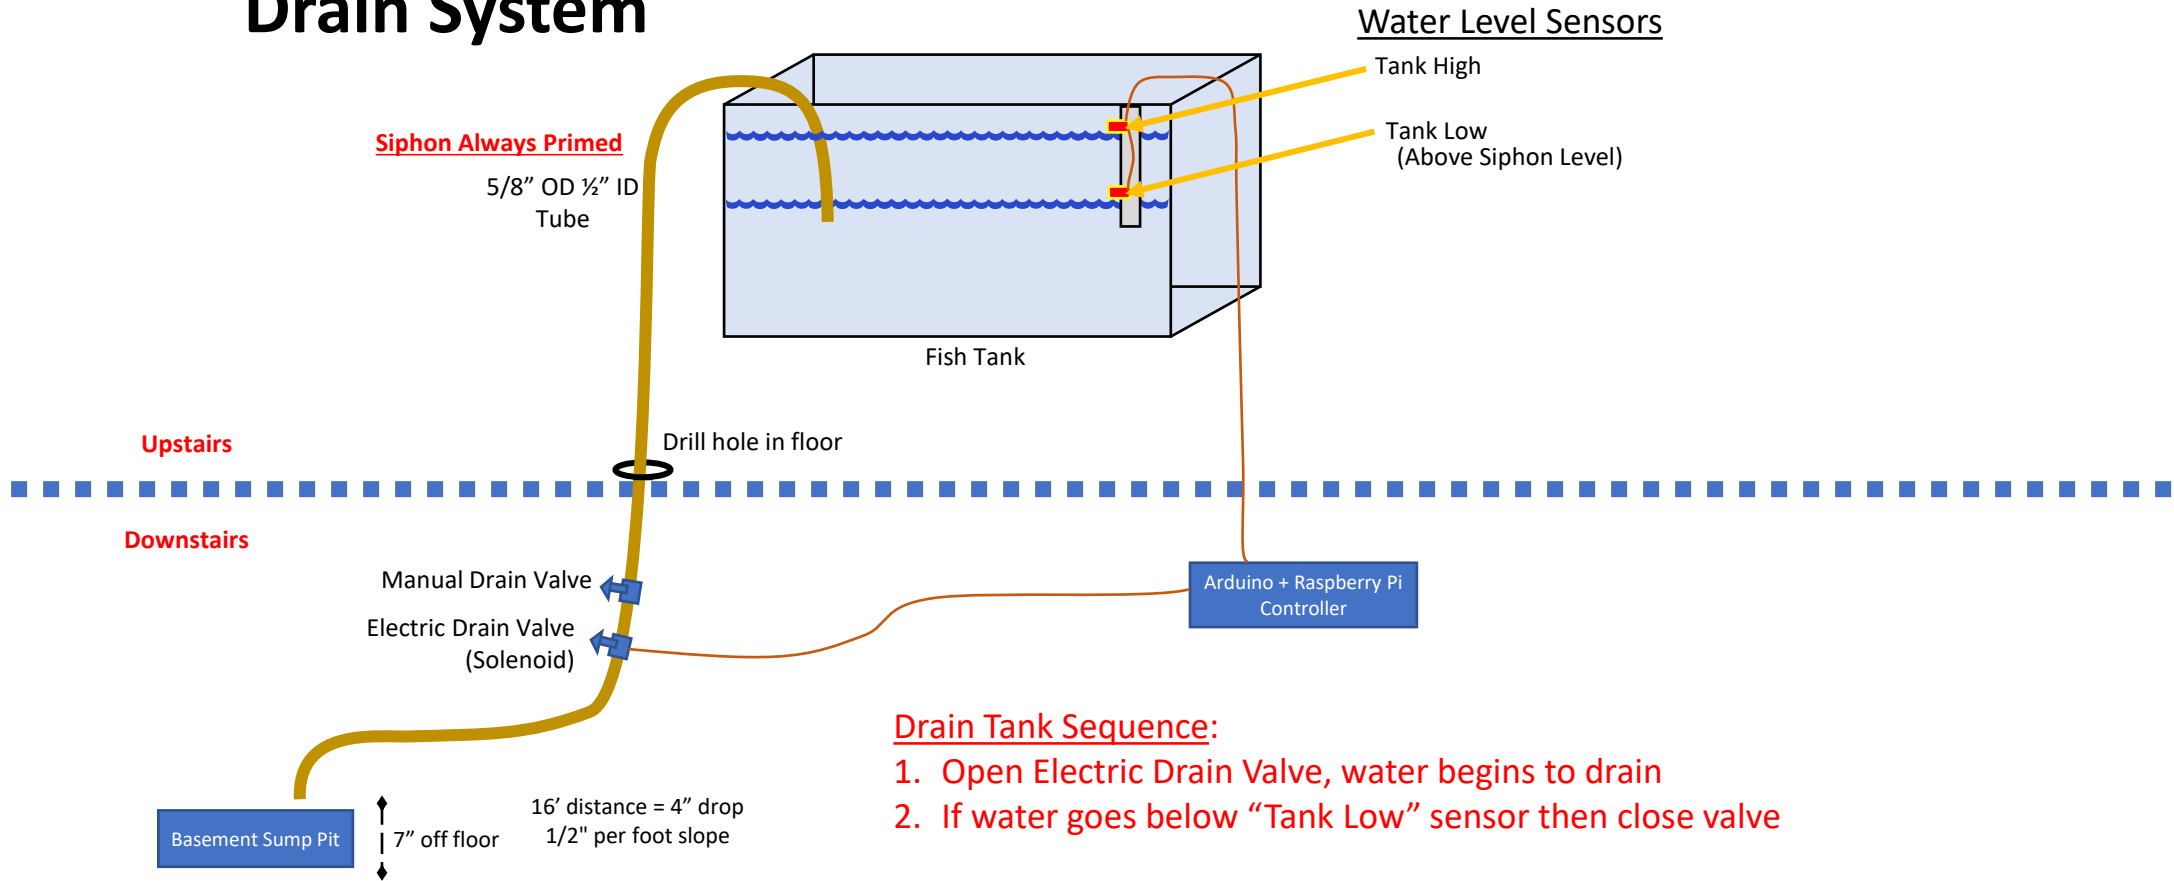 Drain System
Water Level Sensors
Tank High
Tank Low
(Above Siphon Level)
Siphon Always Primed
5/8” OD ½” ID
Tube
Fish Tank
Upstairs
Drill hole in floor
Downstairs
Manual Drain Valve
Electric Drain Valve
(Solenoid)
Arduino + Raspberry Pi
Controller
Drain Tank Sequence:
1. Open Electric Drain Valve, water begins to drain
2. If water goes below “Tank Low” sensor then close valve
Basement Sump Pit
7” off floor
16’ distance = 4” drop
1/2" per foot slope